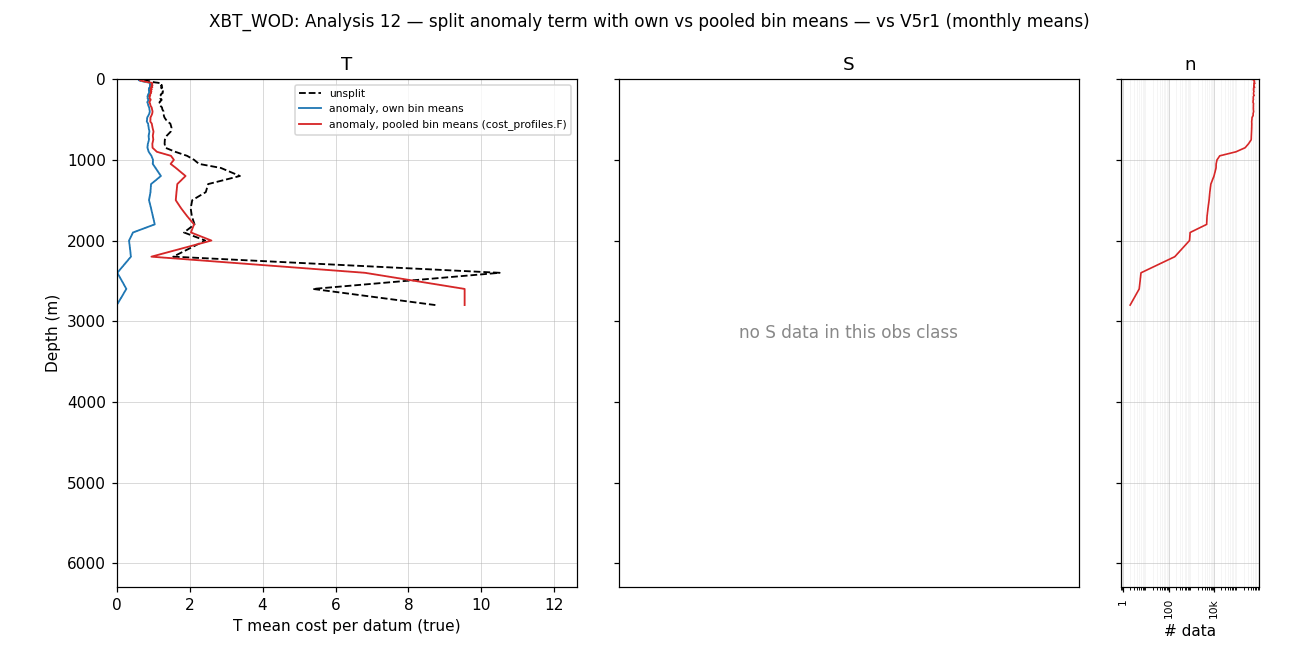 XBT_WOD: Analysis 12 — split anomaly term with own vs pooled bin means — vs V5r1 (monthly means)
T
S
n
unsplit
anomaly, own bin means
anomaly, pooled bin means (cost_profiles.F)
no S data in this obs class
Depth (m)
0
1000
2000
3000
4000
5000
6000
0 2 4 6 8 10 12
T mean cost per datum (true)
1 100 10k
# data